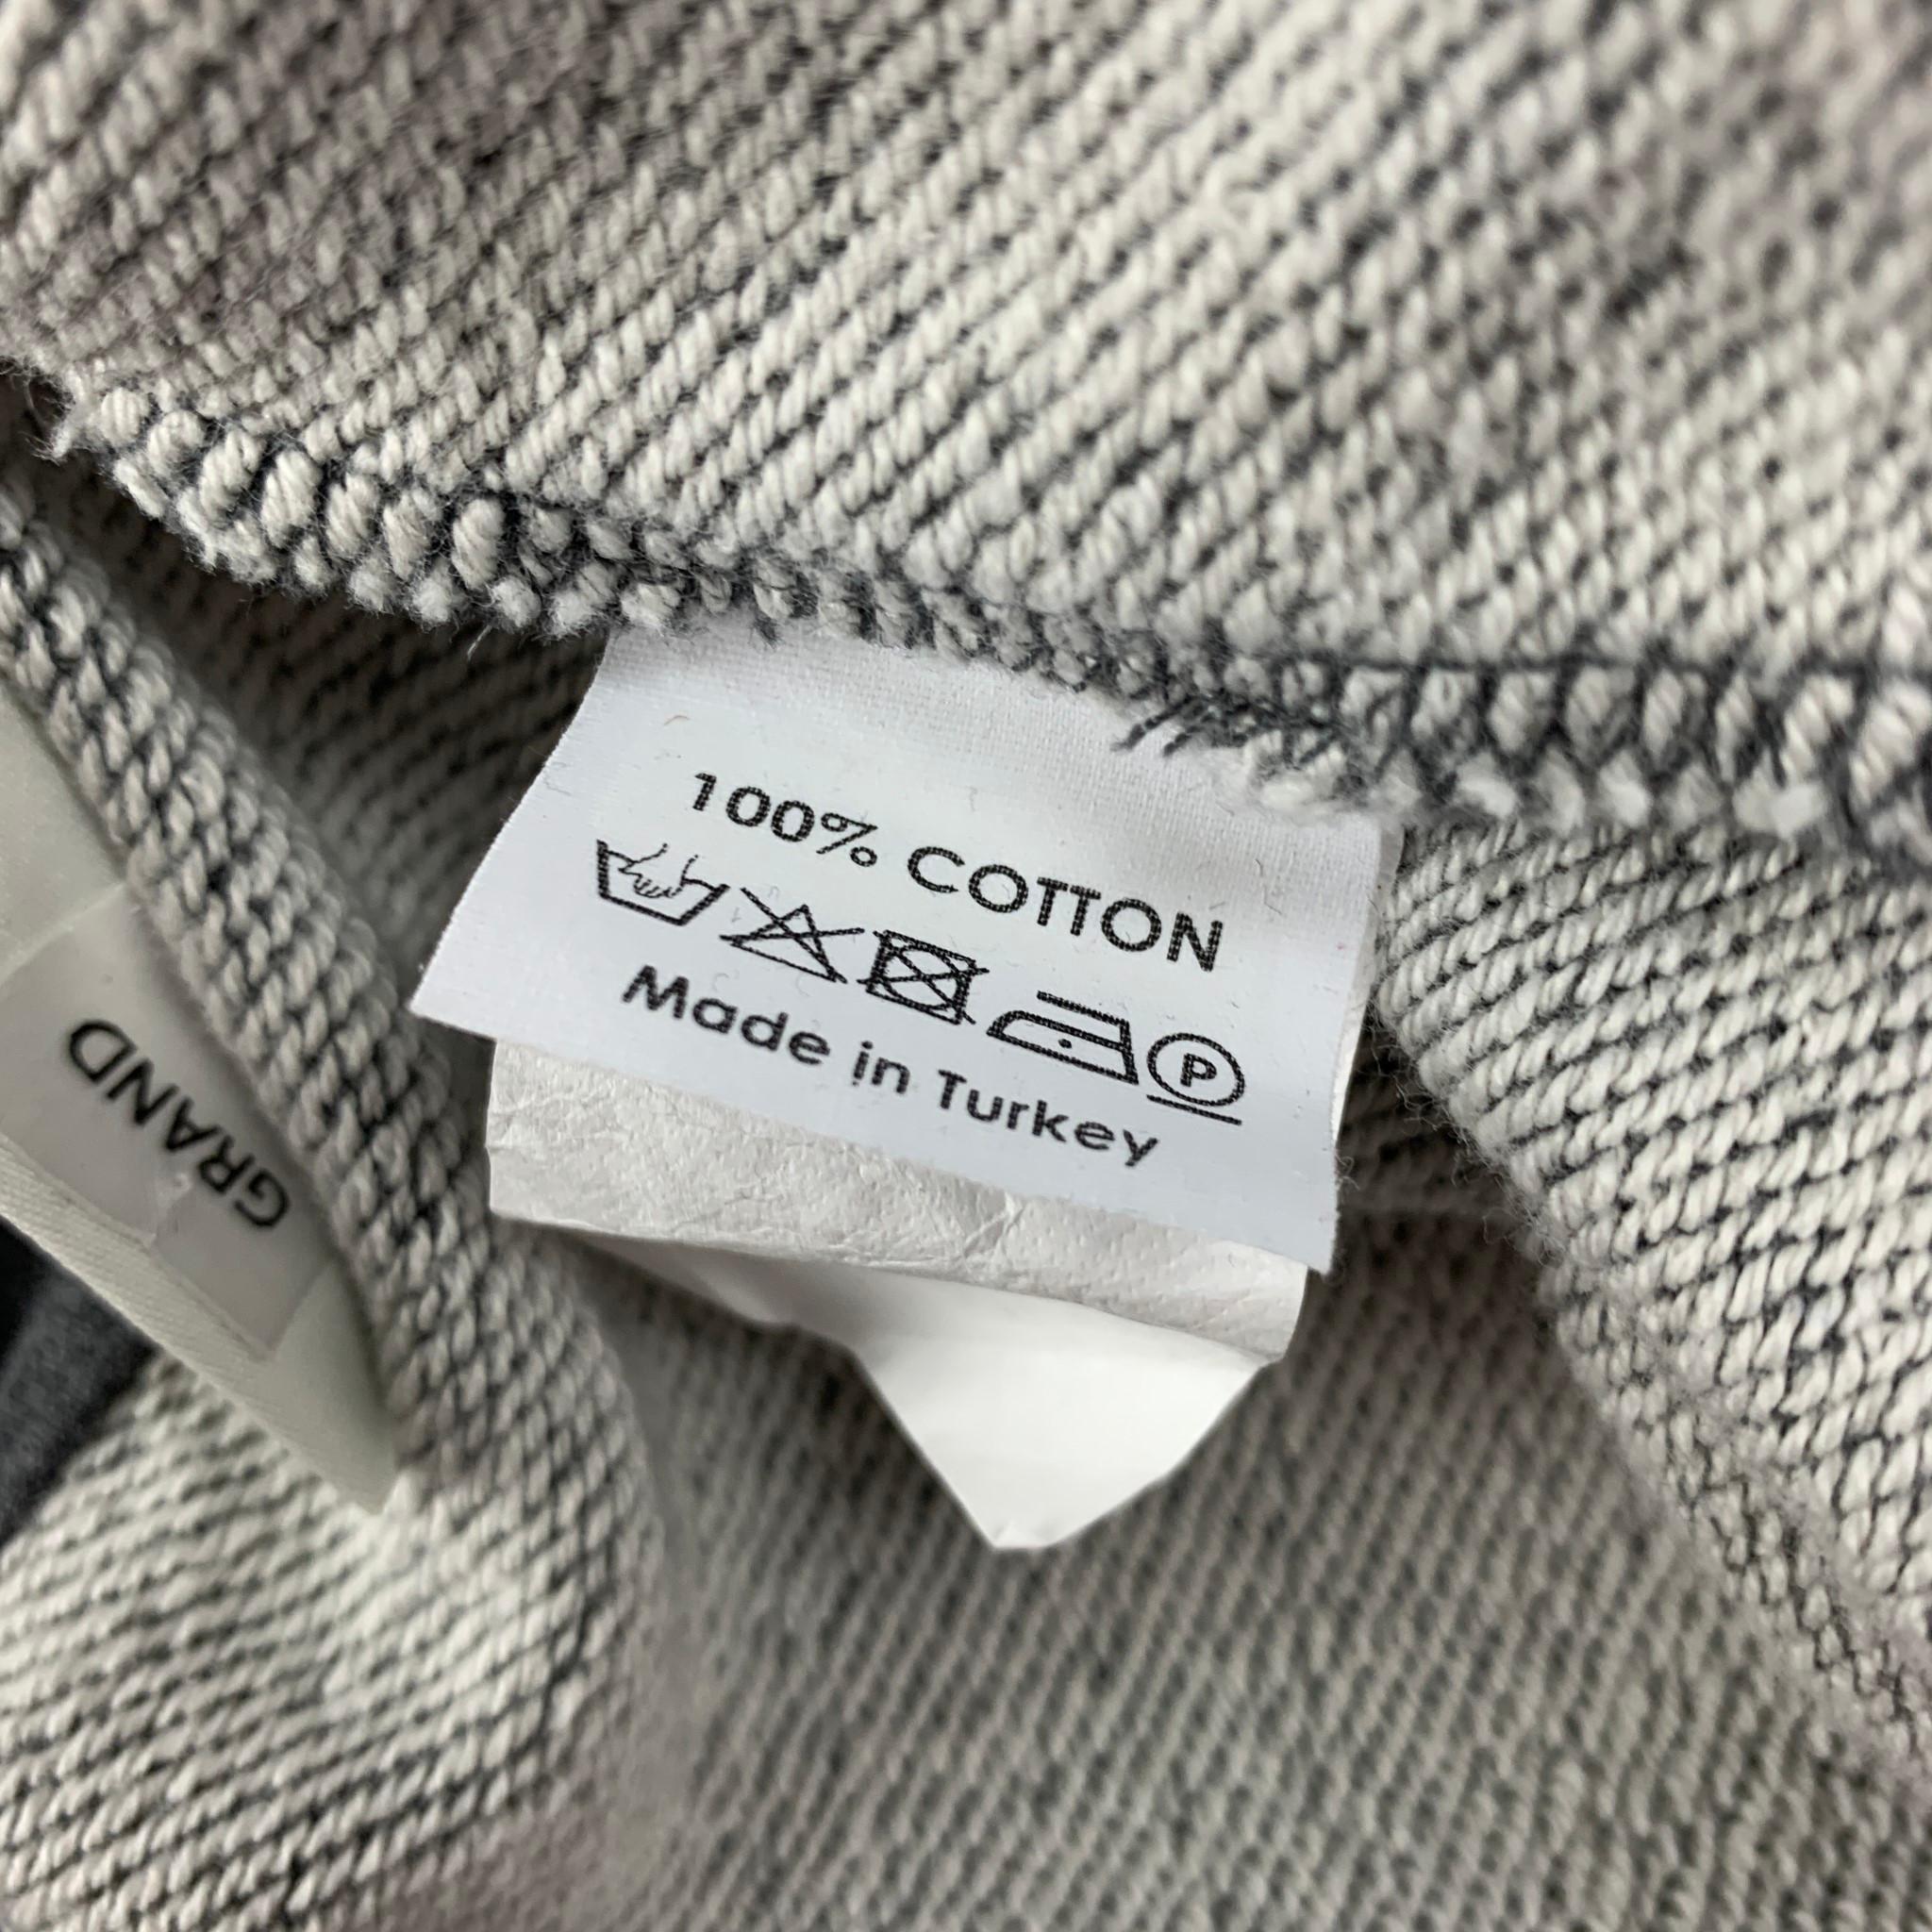 100% COTTON
P
Made in Turkey
GRAND